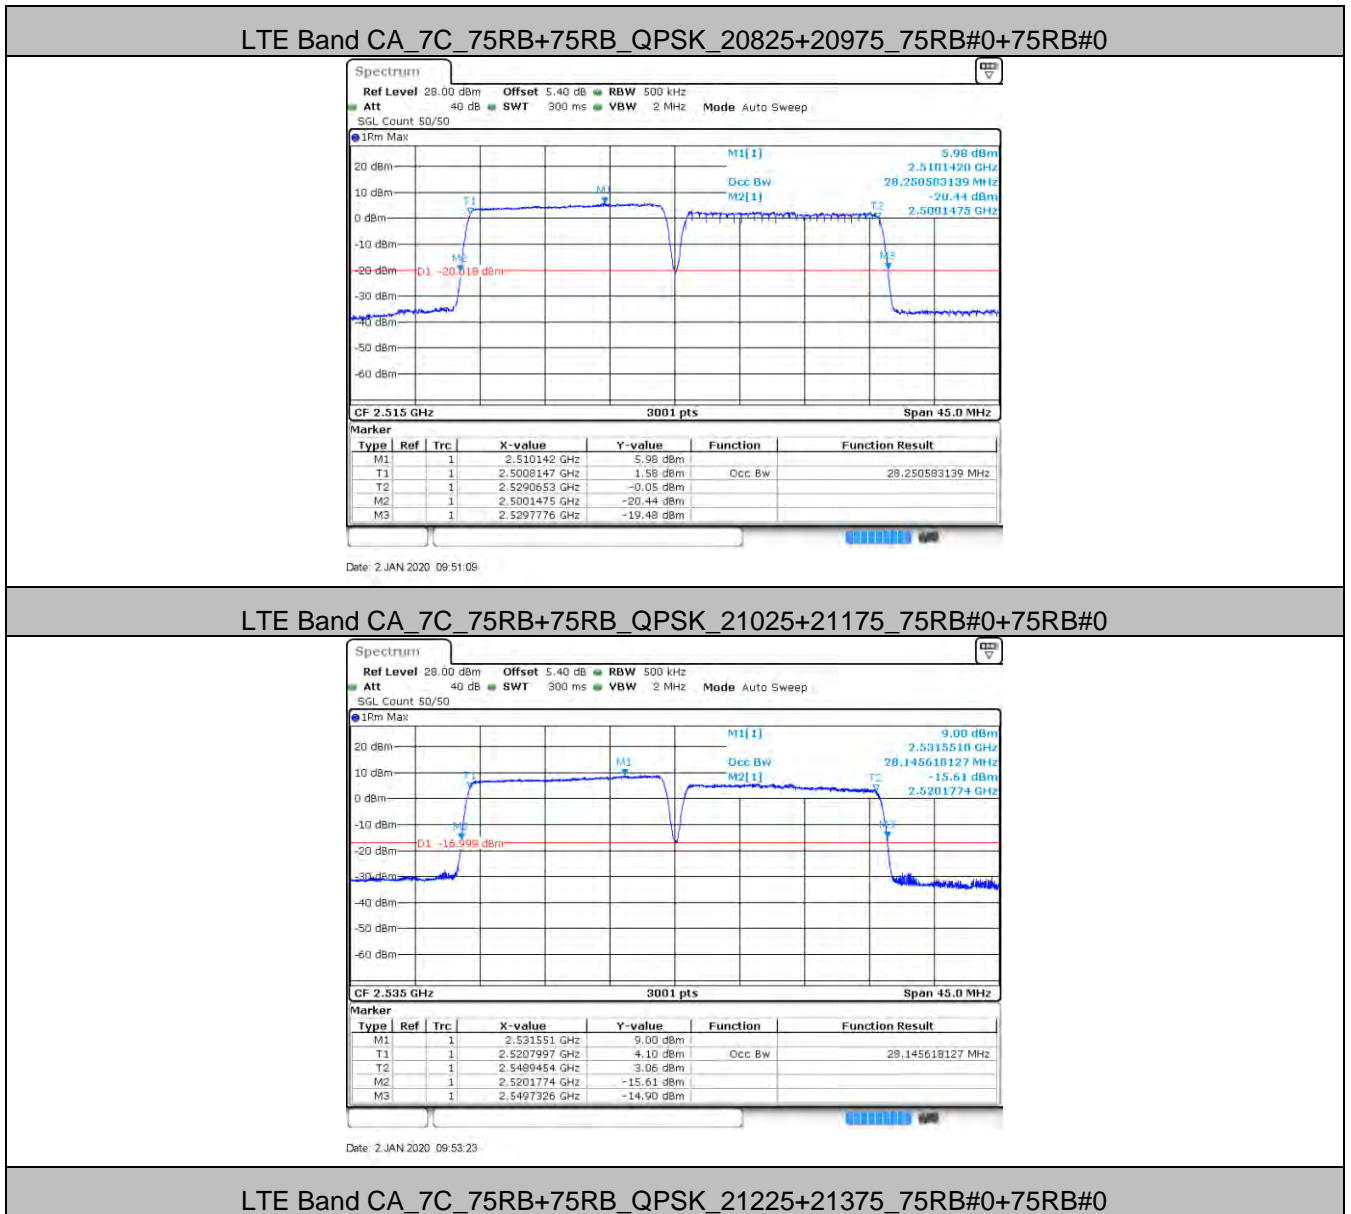 LTE Band CA_7C_75RB+75RB_QPSK_20825+20975_75RB#0+75RB#0
Spectrum
Ref Level 28.00 dBm Offset 5.40 dB RBW 500 kHz
Att 40 dB SWT 300 ms VBW 2 MHz Mode Auto Sweep
SGL Count 50/50
1Rm Max
M1[1] 5.98 dBm
2.5101420 GHz
Occ Bw 28.250583139 MHz
M2[1] -20.44 dBm
2.5001475 GHz
20 dBm
10 dBm
0 dBm
-10 dBm
-20 dBm
-30 dBm
-40 dBm
-50 dBm
-60 dBm
T1
M1
T2
M2
M3
D1 -20.018 dBm
CF 2.515 GHz 3001 pts Span 45.0 MHz
Marker
Type Ref Trc X-value Y-value Function Function Result
M1 1 2.510142 GHz 5.98 dBm
T1 1 2.5008147 GHz 1.58 dBm Occ Bw 28.250583139 MHz
T2 1 2.5290653 GHz -0.05 dBm
M2 1 2.5001475 GHz -20.44 dBm
M3 1 2.5297776 GHz -19.48 dBm
Date: 2.JAN.2020 09:51:09
LTE Band CA_7C_75RB+75RB_QPSK_21025+21175_75RB#0+75RB#0
Spectrum
Ref Level 28.00 dBm Offset 5.40 dB RBW 500 kHz
Att 40 dB SWT 300 ms VBW 2 MHz Mode Auto Sweep
SGL Count 50/50
1Rm Max
M1[1] 9.00 dBm
2.5315510 GHz
Occ Bw 28.145618127 MHz
M2[1] -15.61 dBm
2.5201774 GHz
20 dBm
10 dBm
0 dBm
-10 dBm
-20 dBm
-30 dBm
-40 dBm
-50 dBm
-60 dBm
T1
M1
T2
M2
M3
D1 -16.999 dBm
CF 2.535 GHz 3001 pts Span 45.0 MHz
Marker
Type Ref Trc X-value Y-value Function Function Result
M1 1 2.531551 GHz 9.00 dBm
T1 1 2.5207997 GHz 4.10 dBm Occ Bw 28.145618127 MHz
T2 1 2.5489454 GHz 3.06 dBm
M2 1 2.5201774 GHz -15.61 dBm
M3 1 2.5497326 GHz -14.90 dBm
Date: 2.JAN.2020 09:53:23
LTE Band CA_7C_75RB+75RB_QPSK_21225+21375_75RB#0+75RB#0